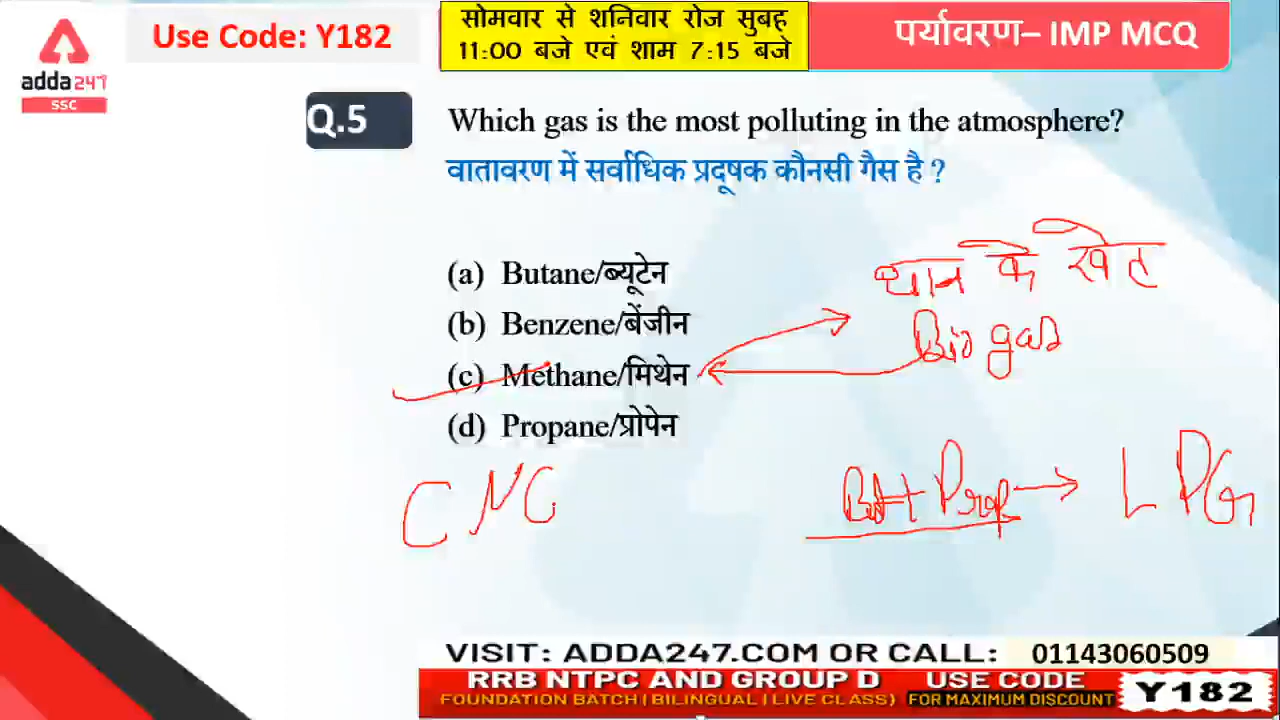 adda247
SSC
Use Code: Y182
सोमवार से शनिवार रोज सुबह
11:00 बजे एवं शाम 7:15 बजे
पर्यावरण– IMP MCQ
Q.5
Which gas is the most polluting in the atmosphere?
वातावरण में सर्वाधिक प्रदूषक कौनसी गैस है ?
(a) Butane/ब्यूटेन
(b) Benzene/बेंजीन
(c) Methane/मिथेन
(d) Propane/प्रोपेन
धान के खेत
Bio gas
CNG
But + Prop → LPG
VISIT: ADDA247.COM OR CALL: 01143060509
RRB NTPC AND GROUP D
FOUNDATION BATCH | BILINGUAL | LIVE CLASS)
USE CODE
FOR MAXIMUM DISCOUNT
Y182